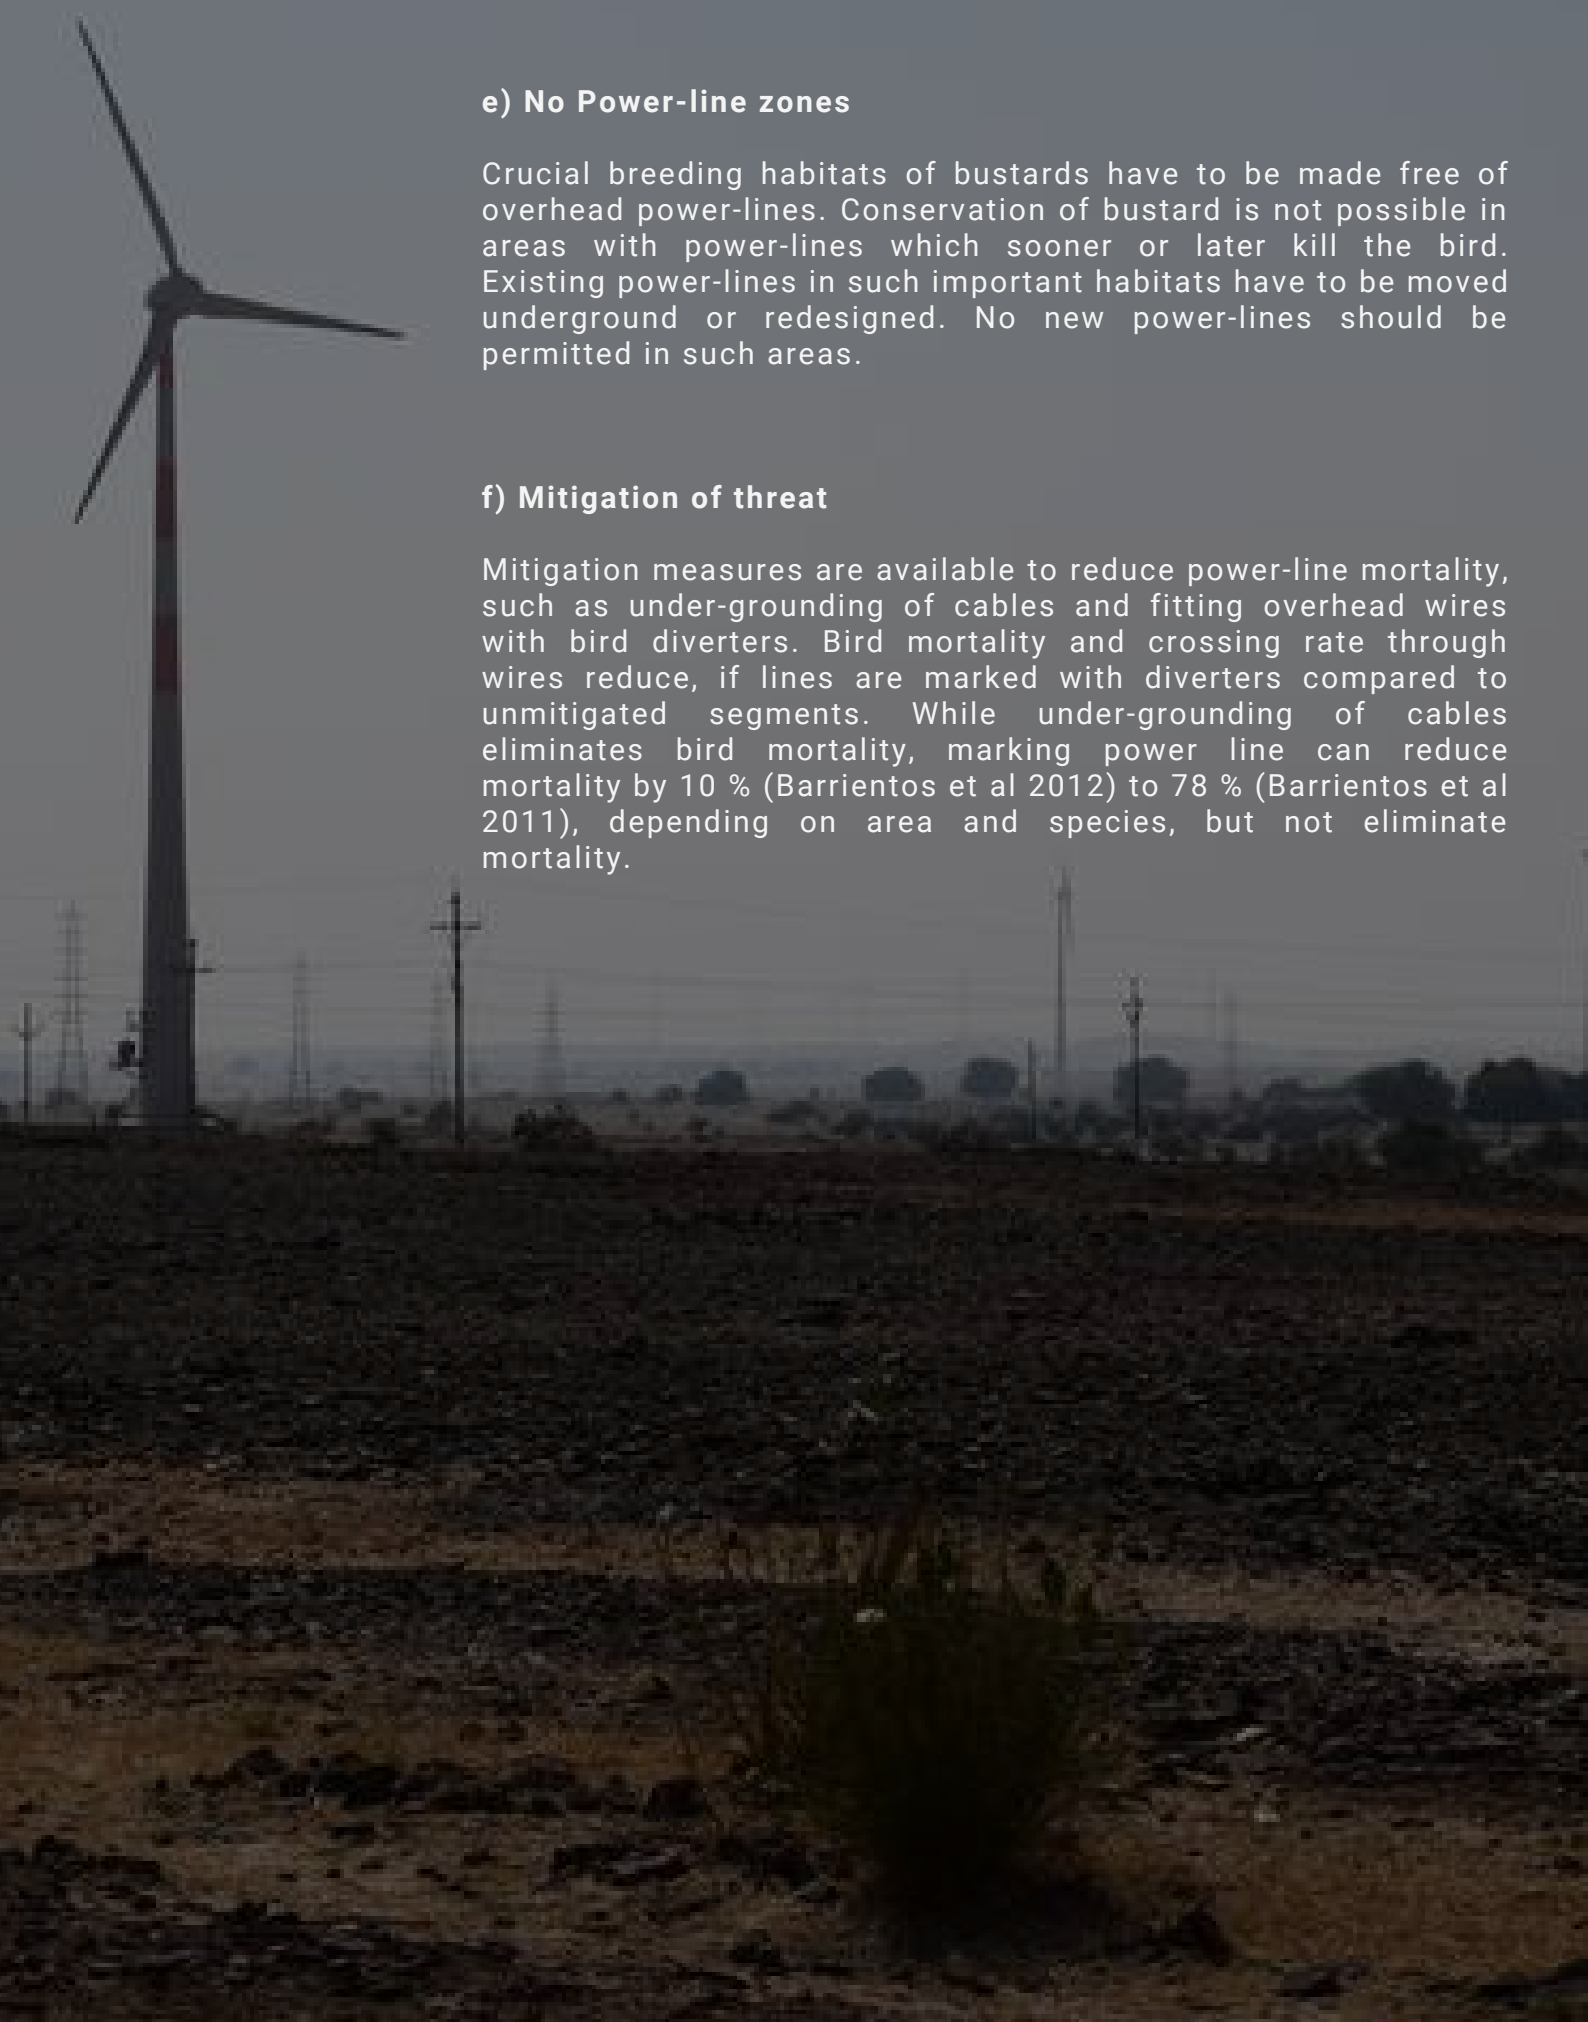 e) No Power-line zones
Crucial breeding habitats of bustards have to be made free of
overhead power-lines. Conservation of bustard is not possible in
areas with power-lines which sooner or later kill the bird.
Existing power-lines in such important habitats have to be moved
underground or redesigned. No new power-lines should be
permitted in such areas.
f) Mitigation of threat
Mitigation measures are available to reduce power-line mortality,
such as under-grounding of cables and fitting overhead wires
with bird diverters. Bird mortality and crossing rate through
wires reduce, if lines are marked with diverters compared to
unmitigated segments. While under-grounding of cables
eliminates bird mortality, marking power line can reduce
mortality by 10 % (Barrientos et al 2012) to 78 % (Barrientos et al
2011), depending on area and species, but not eliminate
mortality.